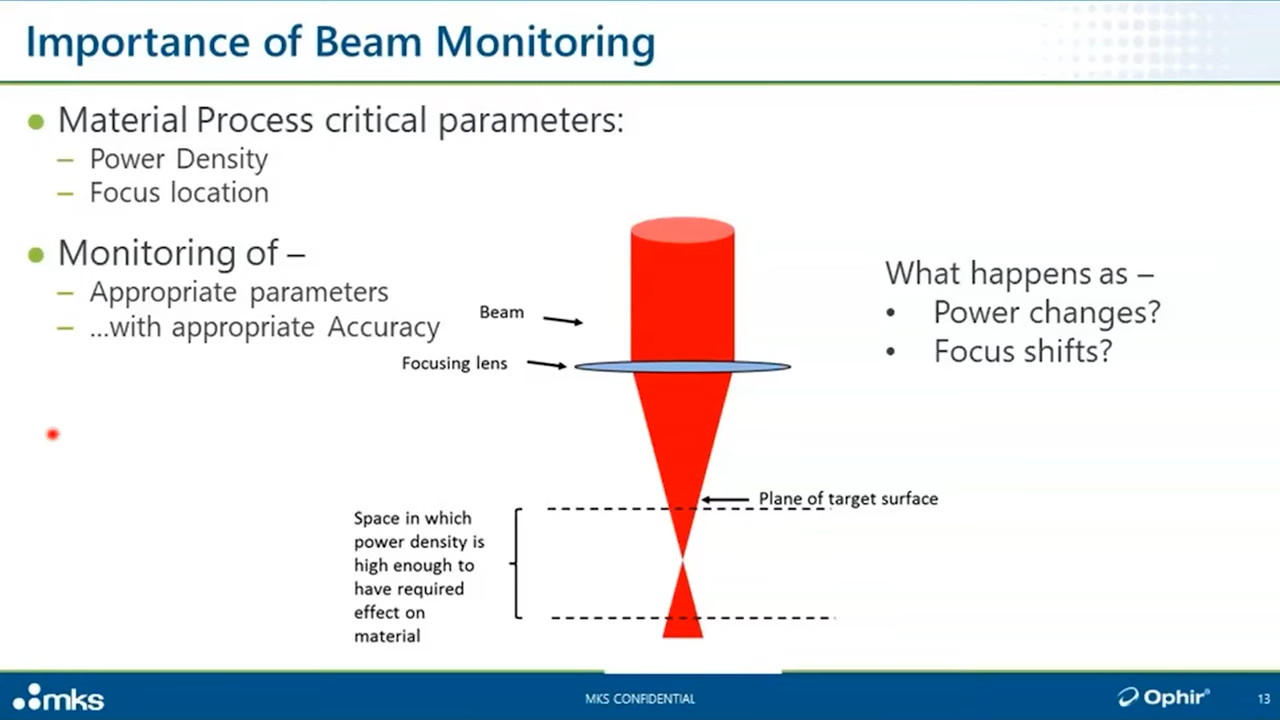 Importance of Beam Monitoring
● Material Process critical parameters:
– Power Density
– Focus location
● Monitoring of –
– Appropriate parameters
– ...with appropriate Accuracy
Beam
Focusing lens
What happens as –
• Power changes?
• Focus shifts?
Plane of target surface
Space in which
power density is
high enough to
have required
effect on
material
mks
MKS CONFIDENTIAL
Ophir®
13